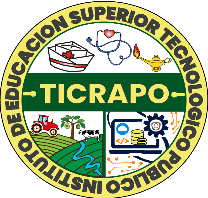 INSTITUTO DE EDUCACION SUPERIOR TECNOLOGICO PUBLICO
TICRAPO